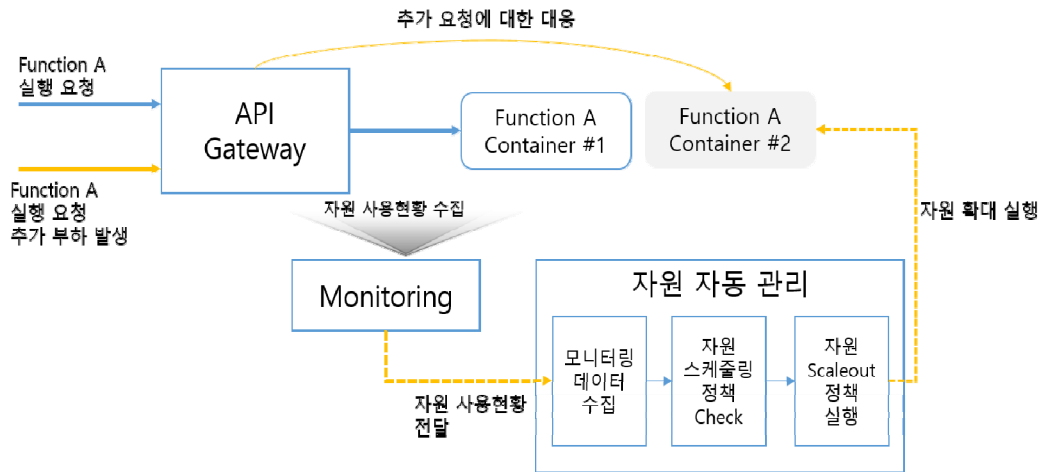 추가 요청에 대한 대응
Function A
실행 요청
API
Gateway
Function A
Container #1
Function A
Container #2
Function A
실행 요청
추가 부하 발생
자원 사용현황 수집
자원 확대 실행
Monitoring
자원 자동 관리
모니터링
데이터
수집
자원
스케줄링
정책
Check
자원
Scaleout
정책
실행
자원 사용현황
전달